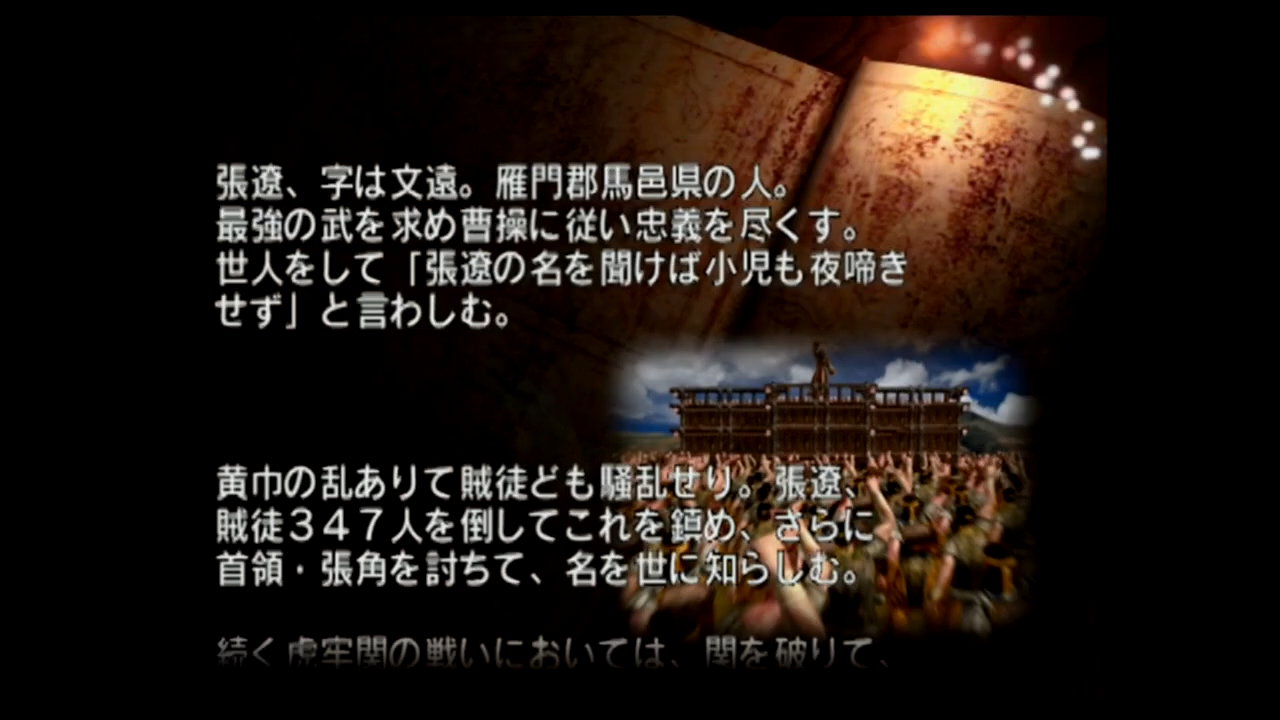 張遼、字は文遠。雁門郡馬邑県の人。
最強の武を求め曹操に従い忠義を尽くす。
世人をして「張遼の名を聞けば小児も夜啼き
せず」と言わしむ。
黄巾の乱ありて賊徒ども騒乱せり。張遼、
賊徒３４７人を倒してこれを鎮め、さらに
首領・張角を討ちて、名を世に知らしむ。
続く虎牢関の戦いにおいては、関を破りて、